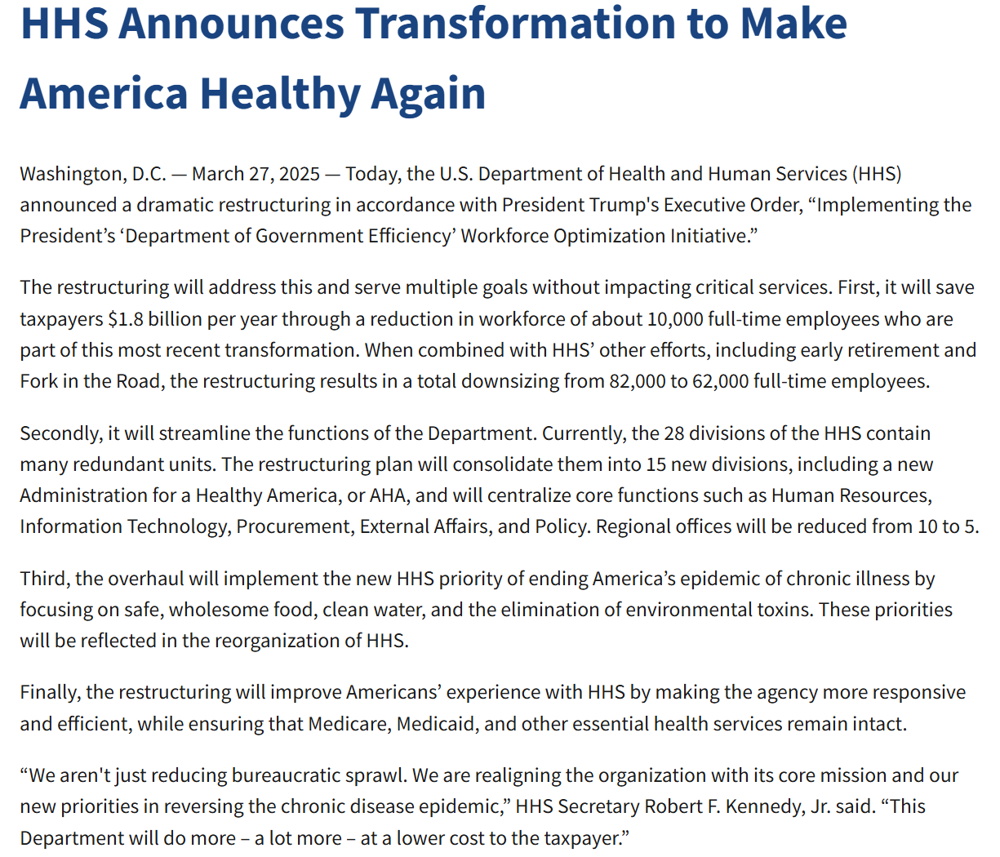 HHS Announces Transformation to Make
America Healthy Again
Washington, D.C. — March 27, 2025 — Today, the U.S. Department of Health and Human Services (HHS)
announced a dramatic restructuring in accordance with President Trump's Executive Order, “Implementing the
President’s ‘Department of Government Efficiency’ Workforce Optimization Initiative.”
The restructuring will address this and serve multiple goals without impacting critical services. First, it will save
taxpayers $1.8 billion per year through a reduction in workforce of about 10,000 full-time employees who are
part of this most recent transformation. When combined with HHS’ other efforts, including early retirement and
Fork in the Road, the restructuring results in a total downsizing from 82,000 to 62,000 full-time employees.
Secondly, it will streamline the functions of the Department. Currently, the 28 divisions of the HHS contain
many redundant units. The restructuring plan will consolidate them into 15 new divisions, including a new
Administration for a Healthy America, or AHA, and will centralize core functions such as Human Resources,
Information Technology, Procurement, External Affairs, and Policy. Regional offices will be reduced from 10 to 5.
Third, the overhaul will implement the new HHS priority of ending America’s epidemic of chronic illness by
focusing on safe, wholesome food, clean water, and the elimination of environmental toxins. These priorities
will be reflected in the reorganization of HHS.
Finally, the restructuring will improve Americans’ experience with HHS by making the agency more responsive
and efficient, while ensuring that Medicare, Medicaid, and other essential health services remain intact.
“We aren't just reducing bureaucratic sprawl. We are realigning the organization with its core mission and our
new priorities in reversing the chronic disease epidemic,” HHS Secretary Robert F. Kennedy, Jr. said. “This
Department will do more – a lot more – at a lower cost to the taxpayer.”